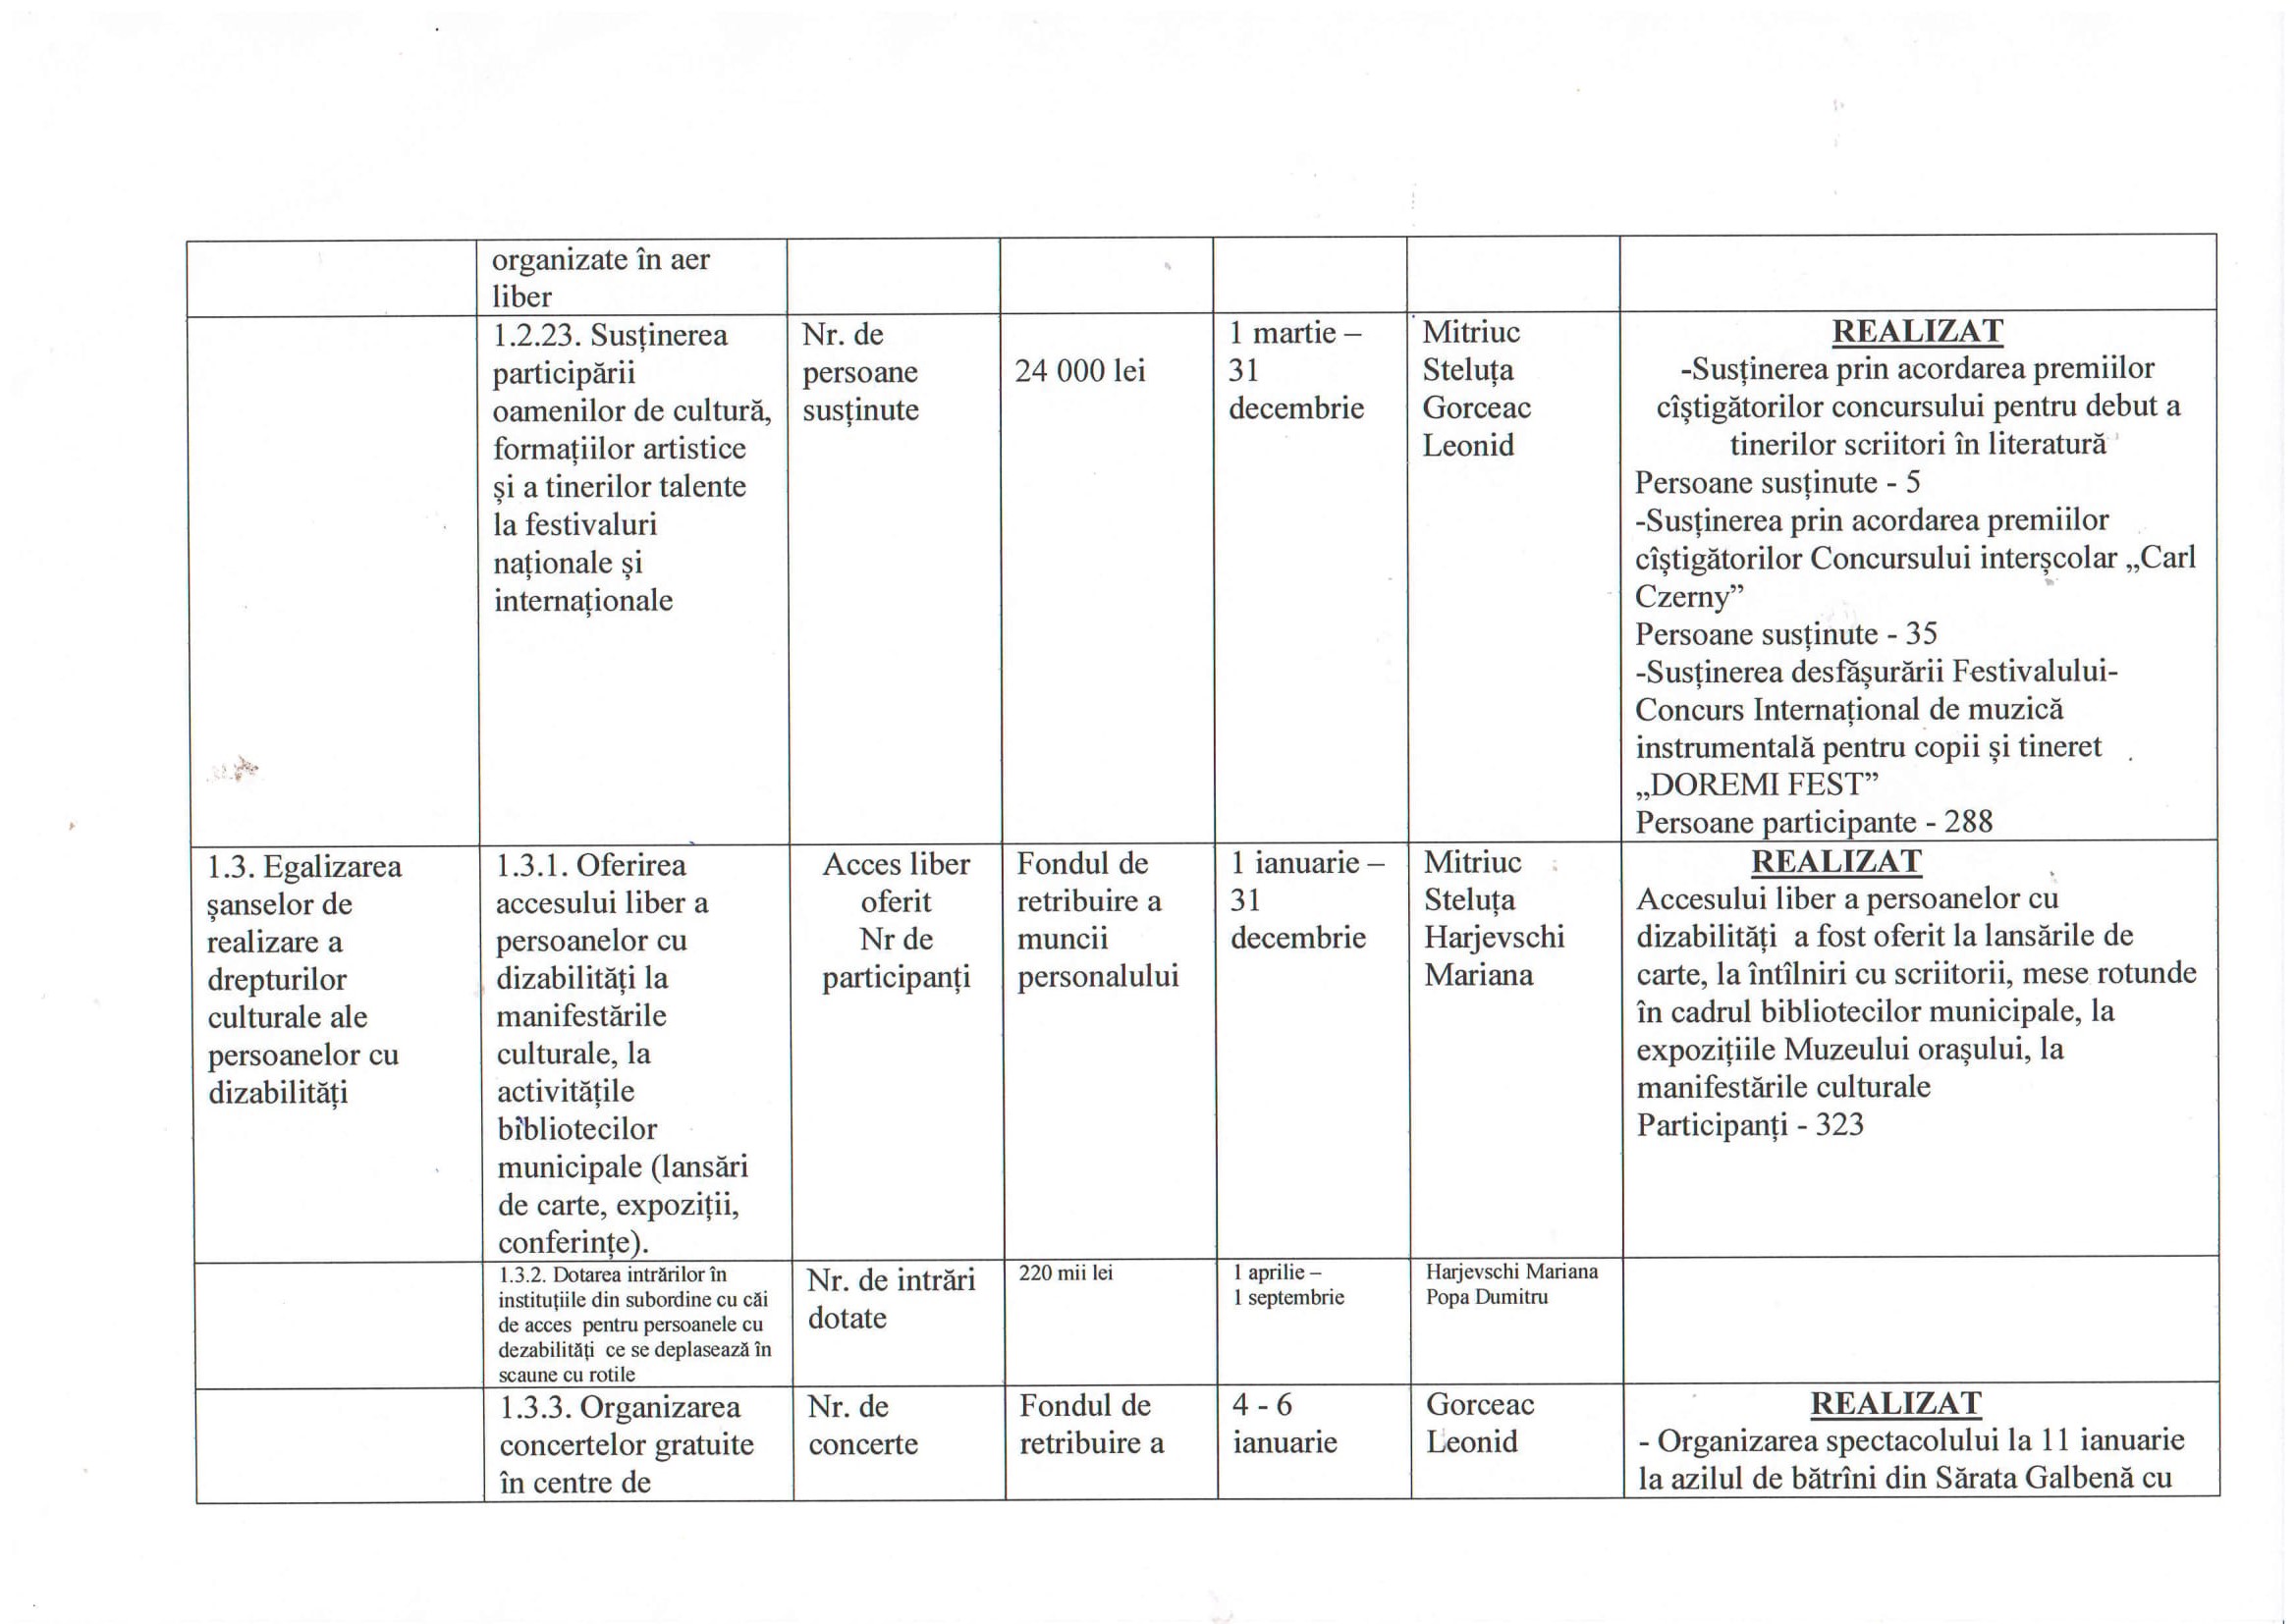 organizate în aer
liber
1.2.23. Susținerea
participării
oamenilor de cultură,
formațiilor artistice
și a tinerilor talente
la festivaluri
naționale și
internaționale
Nr. de
persoane
susținute
24 000 lei
1 martie –
31
decembrie
Mitriuc
Steluța
Gorceac
Leonid
REALIZAT
-Susținerea prin acordarea premiilor
cîștigătorilor concursului pentru debut a
tinerilor scriitori în literatură
Persoane susținute - 5
-Susținerea prin acordarea premiilor
cîștigătorilor Concursului interșcolar „Carl
Czerny”
Persoane susținute - 35
-Susținerea desfășurării Festivalului-
Concurs Internațional de muzică
instrumentală pentru copii și tineret
„DOREMI FEST”
Persoane participante - 288
1.3. Egalizarea
șanselor de
realizare a
drepturilor
culturale ale
persoanelor cu
dizabilități
1.3.1. Oferirea
accesului liber a
persoanelor cu
dizabilități la
manifestările
culturale, la
activitățile
bibliotecilor
municipale (lansări
de carte, expoziții,
conferințe).
Acces liber
oferit
Nr de
participanți
Fondul de
retribuire a
muncii
personalului
1 ianuarie –
31
decembrie
Mitriuc
Steluța
Harjevschi
Mariana
REALIZAT
Accesului liber a persoanelor cu
dizabilități a fost oferit la lansările de
carte, la întîlniri cu scriitorii, mese rotunde
în cadrul bibliotecilor municipale, la
expozițiile Muzeului orașului, la
manifestările culturale
Participanți - 323
1.3.2. Dotarea intrărilor în
instituțiile din subordine cu căi
de acces pentru persoanele cu
dezabilități ce se deplasează în
scaune cu rotile
Nr. de intrări
dotate
220 mii lei
1 aprilie –
1 septembrie
Harjevschi Mariana
Popa Dumitru
1.3.3. Organizarea
concertelor gratuite
în centre de
Nr. de
concerte
Fondul de
retribuire a
4 - 6
ianuarie
Gorceac
Leonid
REALIZAT
- Organizarea spectacolului la 11 ianuarie
la azilul de bătrîni din Sărata Galbenă cu